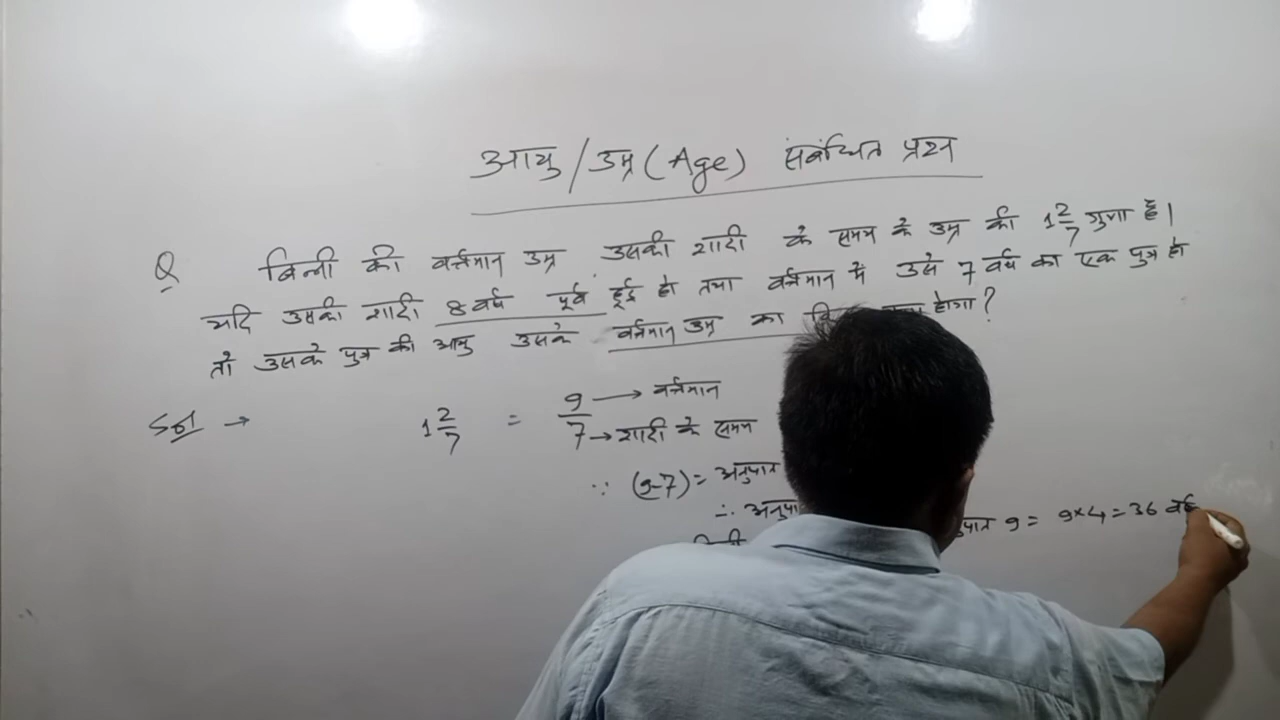 आयु/उम्र (Age) संबंधित प्रश्न
Q विन्नी की वर्त्तमान उम्र उसकी शादी के समय के उम्र की 1 2/7 गुणा है।
यदि उसकी शादी 8 वर्ष पूर्व हुई हो तथा वर्त्तमान में उसे 7 वर्ष का एक पुत्र हो
तो उसके पुत्र की आयु उसके वर्त्तमान उम्र का होगा?
Sol → 1 2/7 = 9/7 → वर्त्तमान
→ शादी के समय
∵ (9-7) = अनुपात
∴ 9 = 9×4 = 36 वर्ष